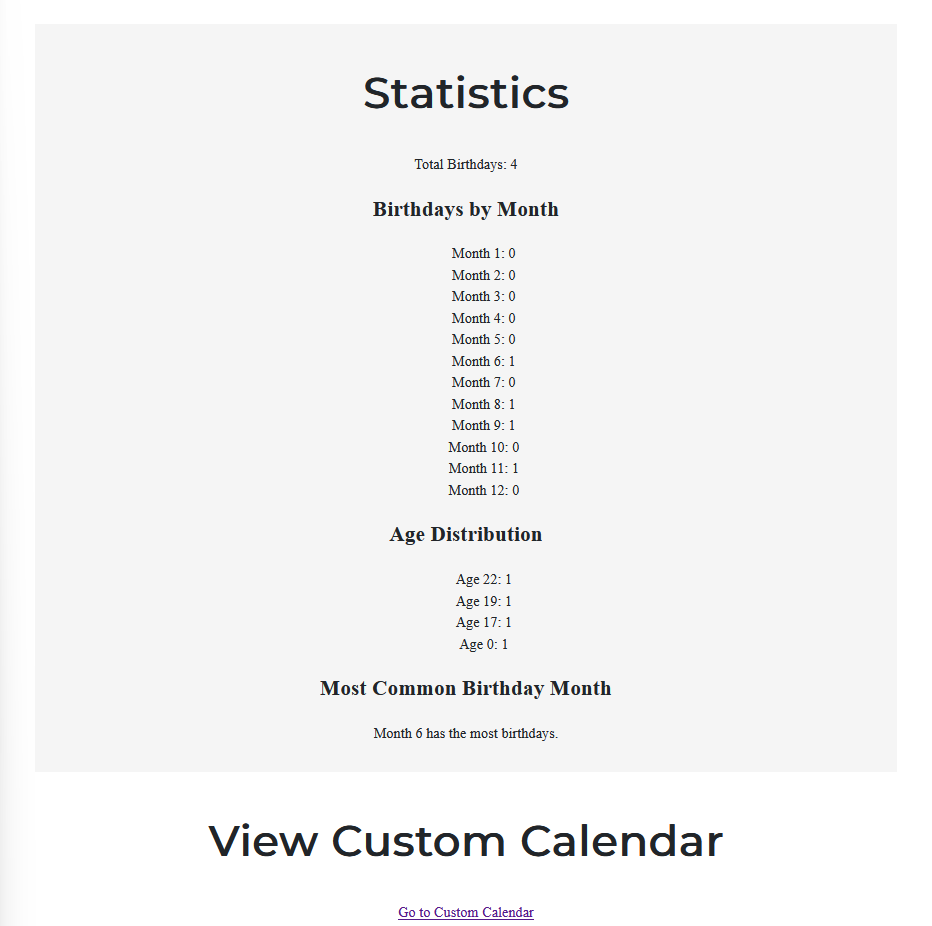 Statistics
Total Birthdays: 4
Birthdays by Month
Month 1: 0
Month 2: 0
Month 3: 0
Month 4: 0
Month 5: 0
Month 6: 1
Month 7: 0
Month 8: 1
Month 9: 1
Month 10: 0
Month 11: 1
Month 12: 0
Age Distribution
Age 22: 1
Age 19: 1
Age 17: 1
Age 0: 1
Most Common Birthday Month
Month 6 has the most birthdays.
View Custom Calendar
Go to Custom Calendar